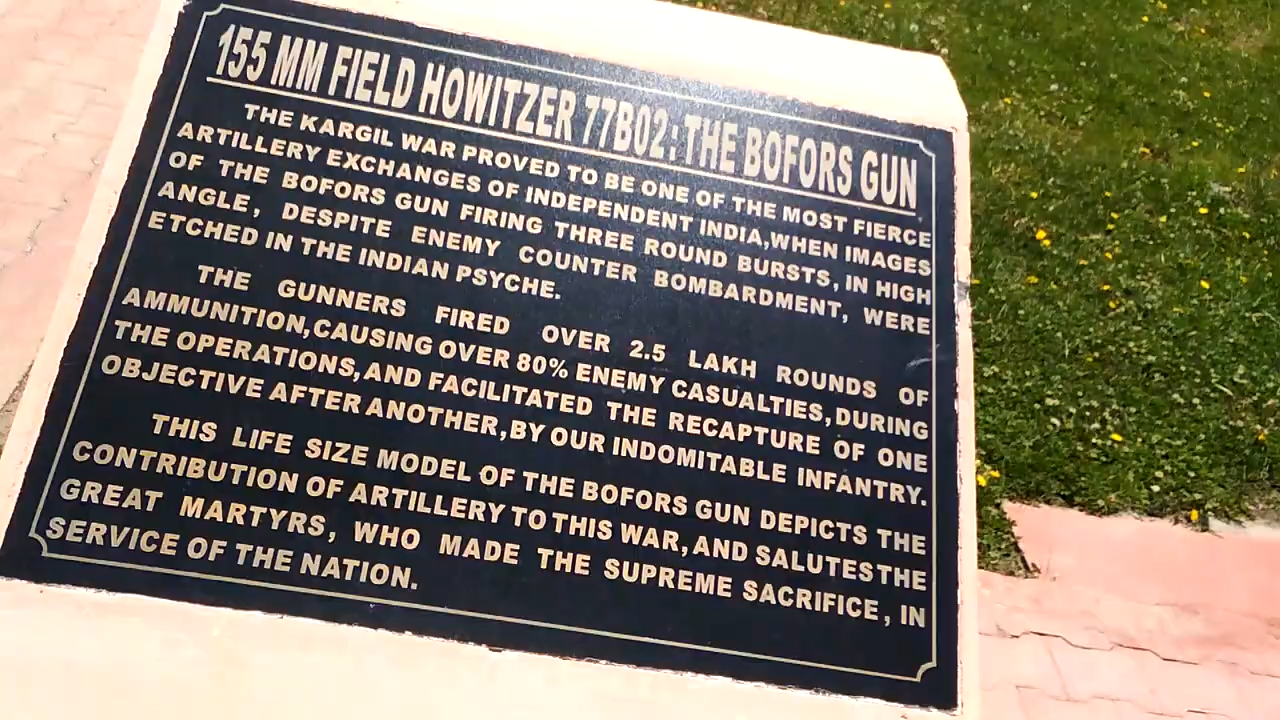 155 MM FIELD HOWITZER 77B02: THE BOFORS GUN
THE KARGIL WAR PROVED TO BE ONE OF THE MOST FIERCE
ARTILLERY EXCHANGES OF INDEPENDENT INDIA,WHEN IMAGES
OF THE BOFORS GUN FIRING THREE ROUND BURSTS, IN HIGH
ANGLE, DESPITE ENEMY COUNTER BOMBARDMENT, WERE
ETCHED IN THE INDIAN PSYCHE.
THE GUNNERS FIRED OVER 2.5 LAKH ROUNDS OF
AMMUNITION,CAUSING OVER 80% ENEMY CASUALTIES,DURING
THE OPERATIONS,AND FACILITATED THE RECAPTURE OF ONE
OBJECTIVE AFTER ANOTHER,BY OUR INDOMITABLE INFANTRY.
THIS LIFE SIZE MODEL OF THE BOFORS GUN DEPICTS THE
CONTRIBUTION OF ARTILLERY TO THIS WAR,AND SALUTES THE
GREAT MARTYRS, WHO MADE THE SUPREME SACRIFICE, IN
SERVICE OF THE NATION.